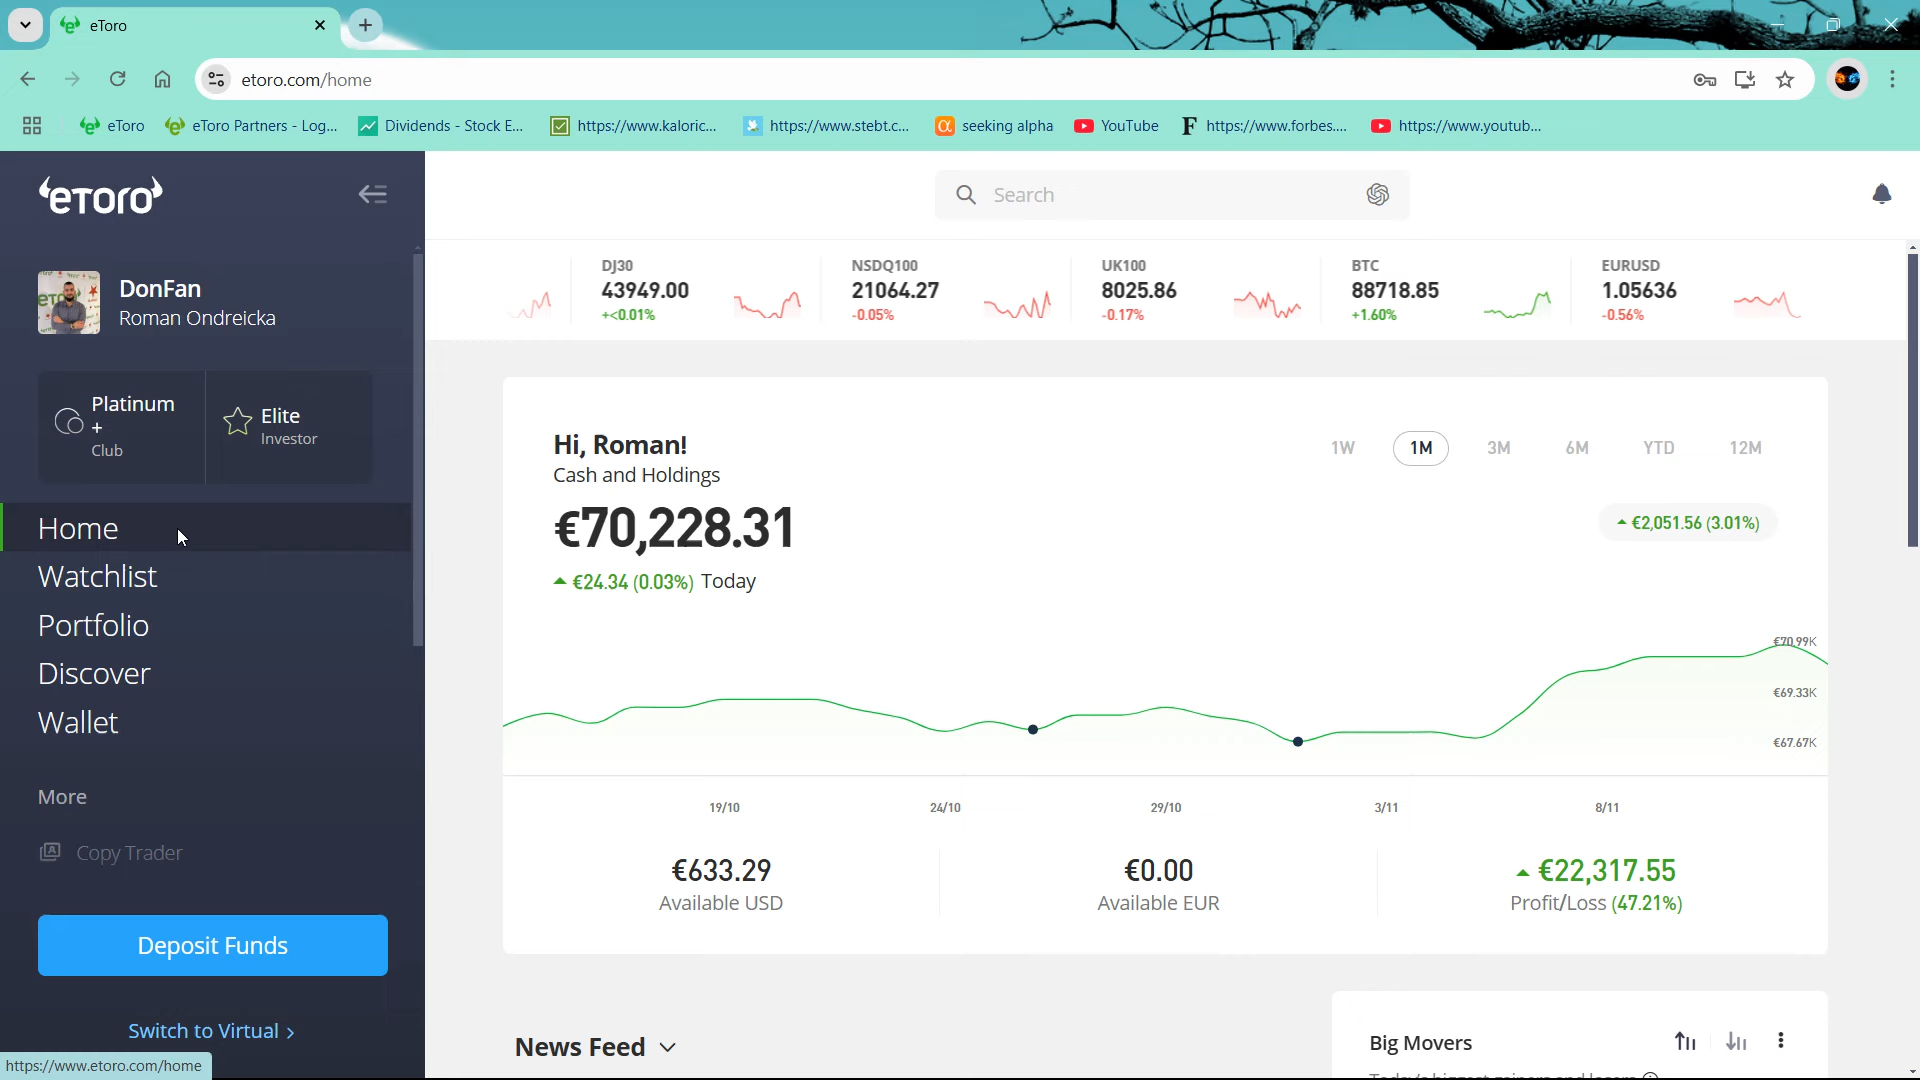 eToro
etoro.com/home
eToro
eToro Partners - Log...
Dividends - Stock E...
https://www.kaloric...
https://www.stebt.c...
seeking alpha
YouTube
https://www.forbes....
https://www.youtub...
eToro
Search
DonFan
Roman Ondreicka
Platinum
+
Club
Elite
Investor
Home
Watchlist
Portfolio
Discover
Wallet
More
Copy Trader
Deposit Funds
Switch to Virtual >
https://www.etoro.com/home
DJ30
43949.00
+<0.01%
NSDQ100
21064.27
-0.05%
UK100
8025.86
-0.17%
BTC
88718.85
+1.60%
EURUSD
1.05636
-0.56%
Hi, Roman!
Cash and Holdings
€70,228.31
€24.34 (0.03%) Today
1W 1M 3M 6M YTD 12M
€2,051.56 (3.01%)
€70.99K
€69.33K
€67.67K
19/10 24/10 29/10 3/11 8/11
€633.29
Available USD
€0.00
Available EUR
€22,317.55
Profit/Loss (47.21%)
News Feed
Big Movers